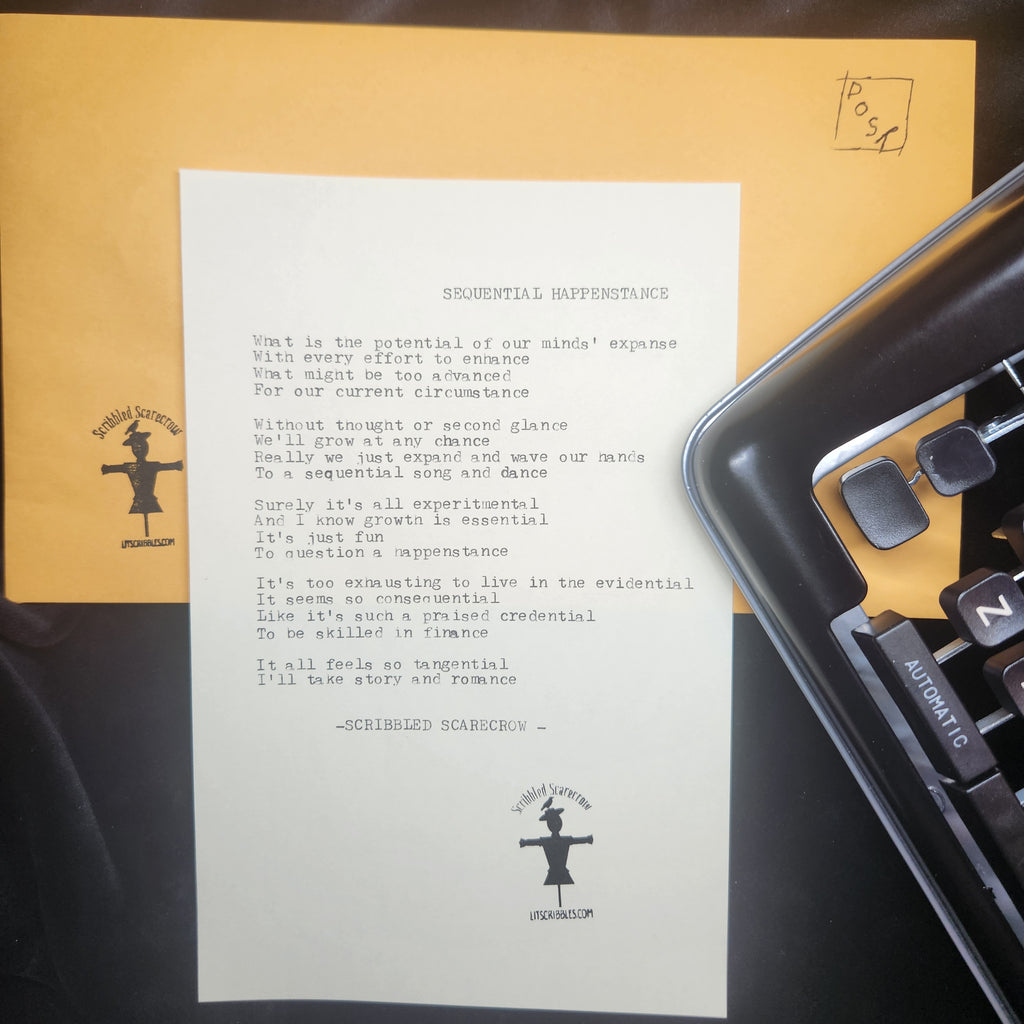 POST
SEQUENTIAL HAPPENSTANCE
What is the potential of our minds' expanse
With every effort to enhance
What might be too advanced
For our current circumstance
Without thought or second glance
We'll grow at any chance
Really we just expand and wave our hands
To a sequential song and dance
Surely it's all experitmental
And I know growth is essential
It's just fun
To question a happenstance
It's too exhausting to live in the evidential
It seems so consequential
Like it's such a praised credential
To be skilled in finance
It all feels so tangential
I'll take story and romance
-SCRIBBLED SCARECROW -
Scribbled Scarecrow
LITSCRIBBLES.COM
Scribbled Scarecrow
LITSCRIBBLES.COM
Z
AUTOMATIC